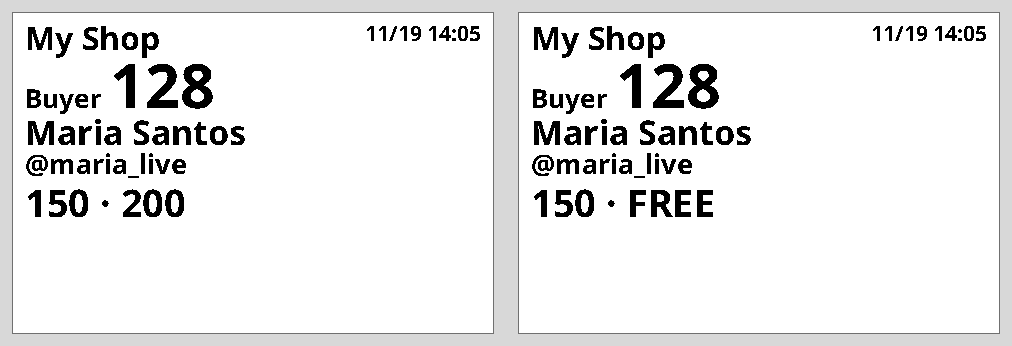 My Shop 11/19 14:05
Buyer 128
Maria Santos
@maria_live
150 · 200
My Shop 11/19 14:05
Buyer 128
Maria Santos
@maria_live
150 · FREE